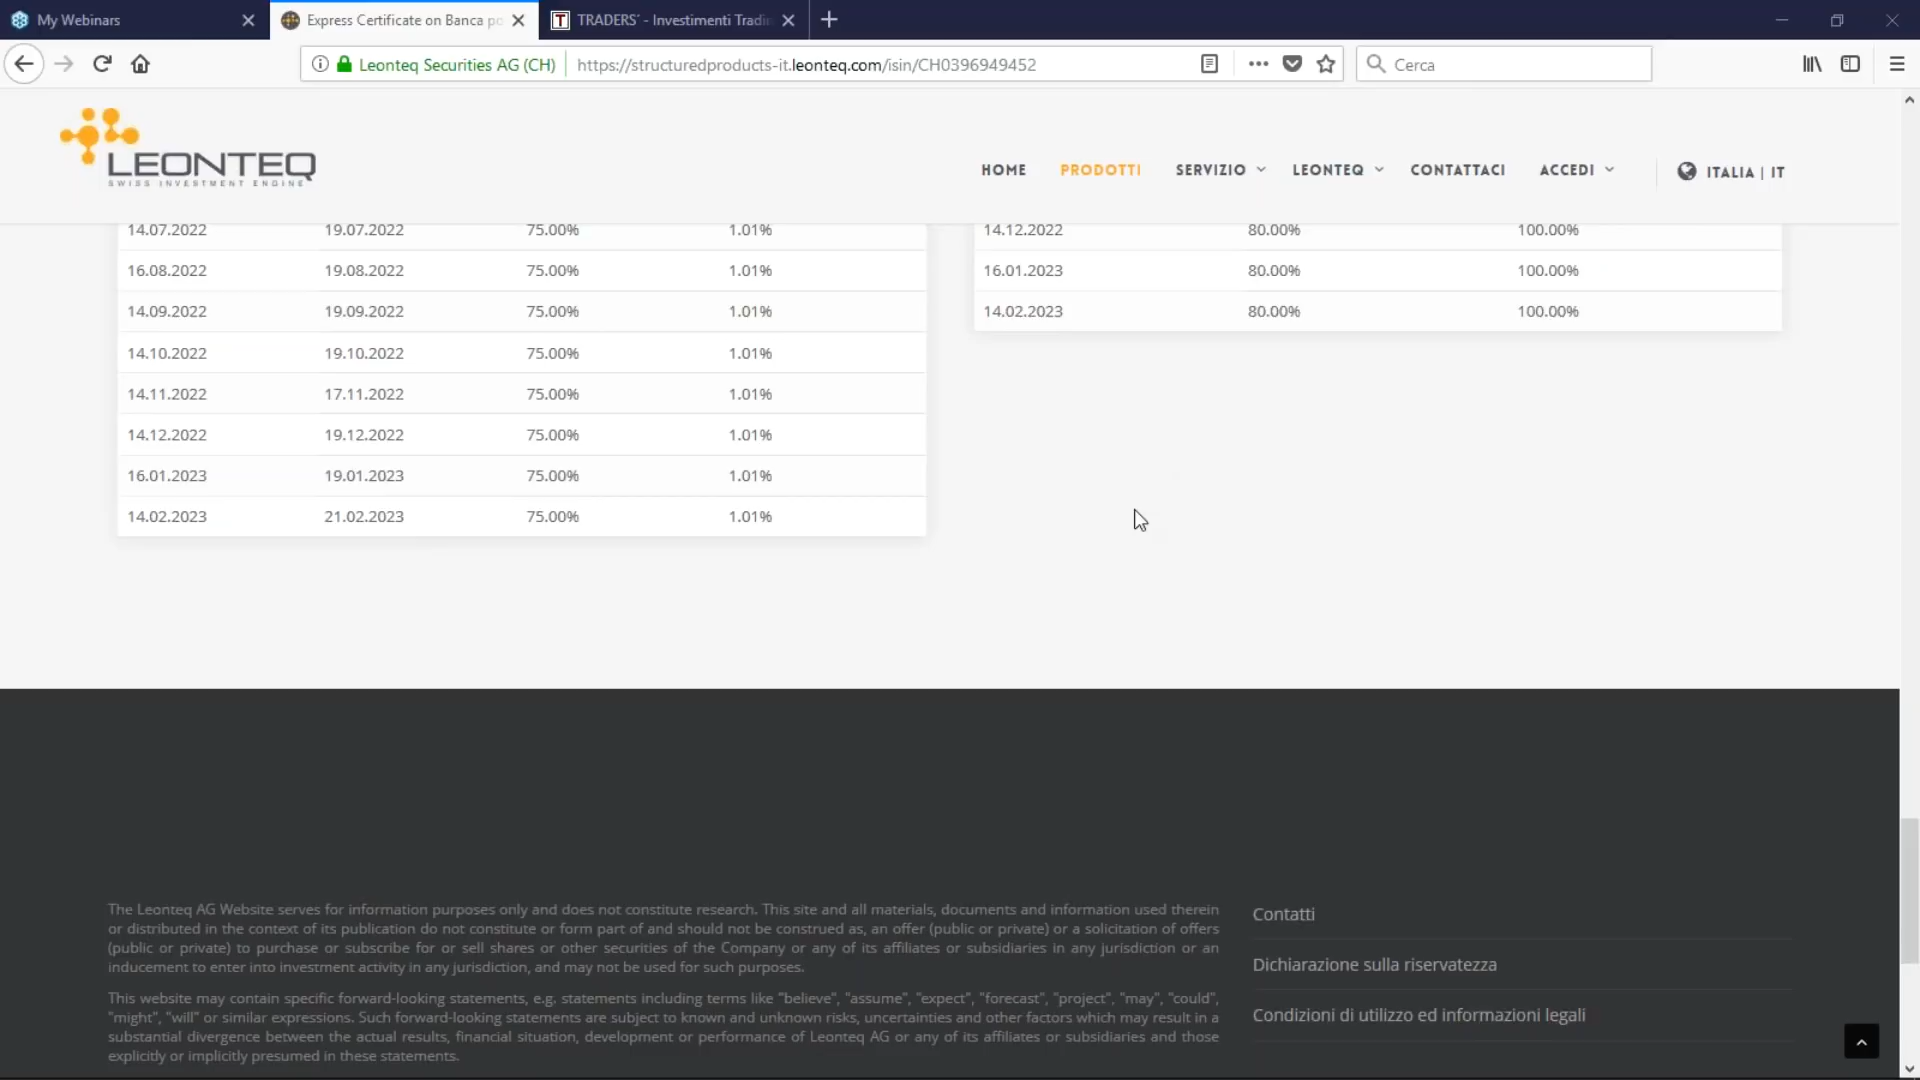 My Webinars
Express Certificate on Banca po
TRADERS´ - Investimenti Tradin
Leonteq Securities AG (CH)
https://structuredproducts-it.leonteq.com/isin/CH0396949452
Cerca
LEONTEQ
SWISS INVESTMENT ENGINE
HOME PRODOTTI SERVIZIO LEONTEQ CONTATTACI ACCEDI ITALIA | IT
14.07.2022 19.07.2022 75.00% 1.01%
16.08.2022 19.08.2022 75.00% 1.01%
14.09.2022 19.09.2022 75.00% 1.01%
14.10.2022 19.10.2022 75.00% 1.01%
14.11.2022 17.11.2022 75.00% 1.01%
14.12.2022 19.12.2022 75.00% 1.01%
16.01.2023 19.01.2023 75.00% 1.01%
14.02.2023 21.02.2023 75.00% 1.01%
14.12.2022 80.00% 100.00%
16.01.2023 80.00% 100.00%
14.02.2023 80.00% 100.00%
The Leonteq AG Website serves for information purposes only and does not constitute research. This site and all materials, documents and information used therein
or distributed in the context of its publication do not constitute or form part of and should not be construed as, an offer (public or private) or a solicitation of offers
(public or private) to purchase or subscribe for or sell shares or other securities of the Company or any of its affiliates or subsidiaries in any jurisdiction or an
inducement to enter into investment activity in any jurisdiction, and may not be used for such purposes.
This website may contain specific forward-looking statements, e.g. statements including terms like "believe", "assume", "expect", "forecast", "project", "may", "could",
"might", "will" or similar expressions. Such forward-looking statements are subject to known and unknown risks, uncertainties and other factors which may result in a
substantial divergence between the actual results, financial situation, development or performance of Leonteq AG or any of its affiliates or subsidiaries and those
explicitly or implicitly presumed in these statements.
Contatti
Dichiarazione sulla riservatezza
Condizioni di utilizzo ed informazioni legali